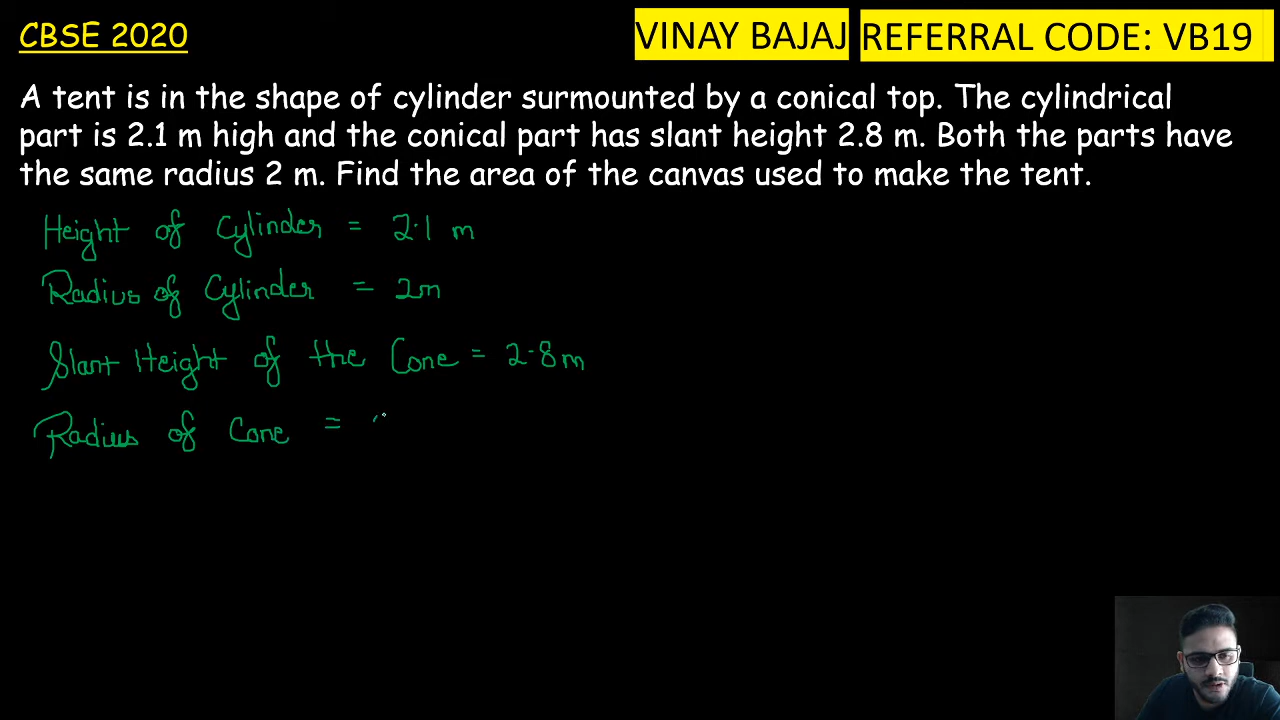 CBSE 2020
VINAY BAJAJ
REFERRAL CODE: VB19
A tent is in the shape of cylinder surmounted by a conical top. The cylindrical
part is 2.1 m high and the conical part has slant height 2.8 m. Both the parts have
the same radius 2 m. Find the area of the canvas used to make the tent.
Height of Cylinder = 2.1 m
Radius of Cylinder = 2m
Slant Height of the Cone = 2.8m
Radius of Cone =